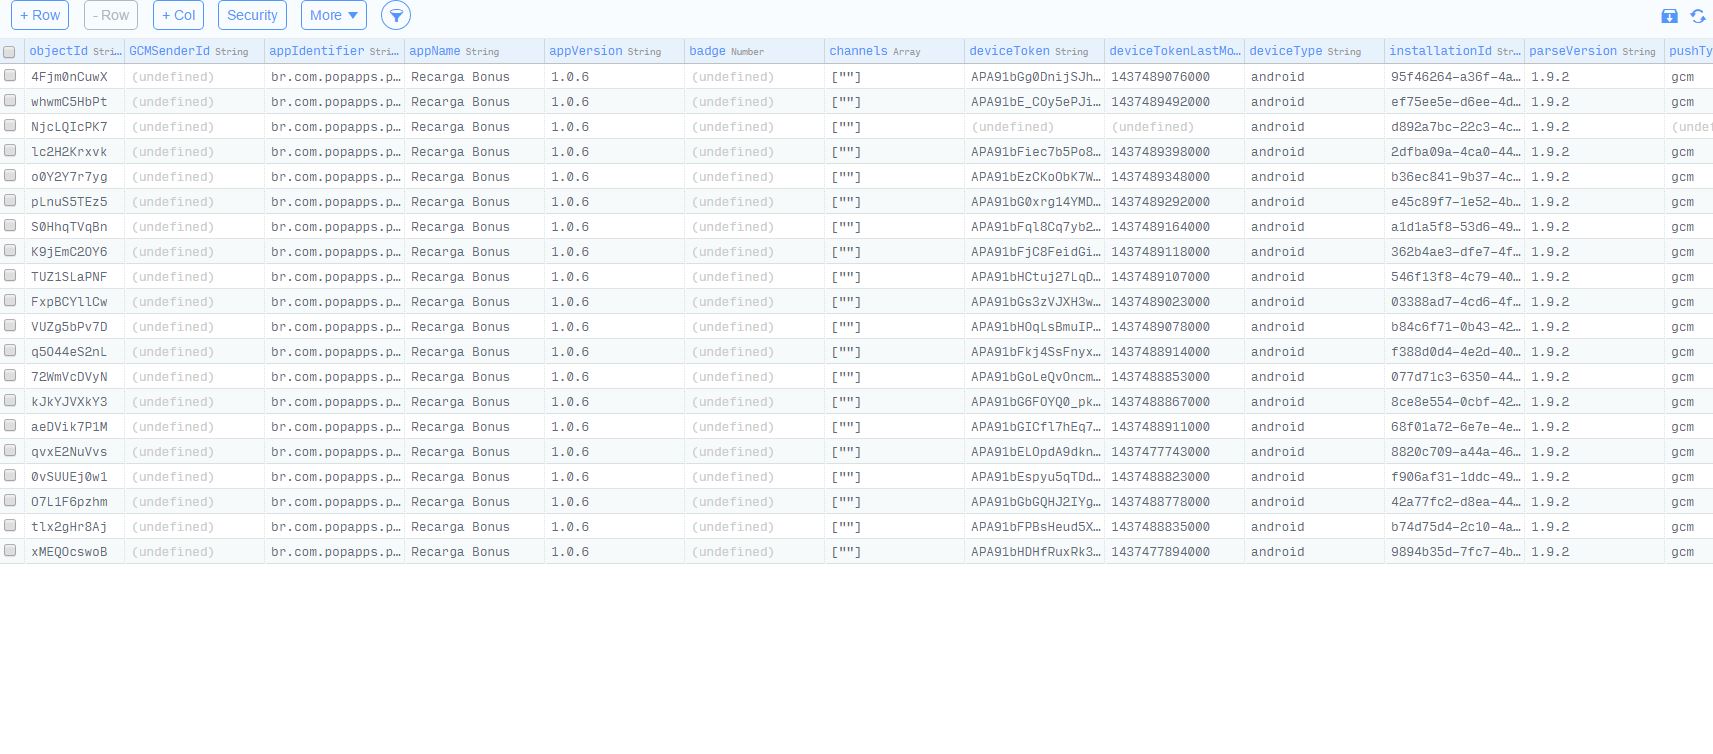 + Row - Row + Col Security More
objectId Stri… GCMSenderId String appIdentifier Stri… appName String appVersion String badge Number channels Array deviceToken String deviceTokenLastMo… deviceType String installationId Str… parseVersion String pushTy
4Fjm0nCuwX (undefined) br.com.popapps.p… Recarga Bonus 1.0.6 (undefined) [""] APA91bGg0DnijSJh… 1437489076000 android 95f46264-a36f-4a… 1.9.2 gcm
whwmC5HbPt (undefined) br.com.popapps.p… Recarga Bonus 1.0.6 (undefined) [""] APA91bE_COy5ePJi… 1437489492000 android ef75ee5e-d6ee-4d… 1.9.2 gcm
NjcLQIcPK7 (undefined) br.com.popapps.p… Recarga Bonus 1.0.6 (undefined) [""] (undefined) (undefined) android d892a7bc-22c3-4c… 1.9.2 (undef
lc2H2Krxvk (undefined) br.com.popapps.p… Recarga Bonus 1.0.6 (undefined) [""] APA91bFiec7b5Po8… 1437489398000 android 2dfba09a-4ca0-44… 1.9.2 gcm
o0Y2Y7r7yg (undefined) br.com.popapps.p… Recarga Bonus 1.0.6 (undefined) [""] APA91bEzCKoObK7W… 1437489348000 android b36ec841-9b37-4c… 1.9.2 gcm
pLnuS5TEz5 (undefined) br.com.popapps.p… Recarga Bonus 1.0.6 (undefined) [""] APA91bG0xrg14YMD… 1437489292000 android e45c89f7-1e52-4b… 1.9.2 gcm
S0HhqTVqBn (undefined) br.com.popapps.p… Recarga Bonus 1.0.6 (undefined) [""] APA91bFql8Cq7yb2… 1437489164000 android a1d1a5f8-53d6-49… 1.9.2 gcm
K9jEmC2OY6 (undefined) br.com.popapps.p… Recarga Bonus 1.0.6 (undefined) [""] APA91bFjC8FeidGi… 1437489118000 android 362b4ae3-dfe7-4f… 1.9.2 gcm
TUZ1SLaPNF (undefined) br.com.popapps.p… Recarga Bonus 1.0.6 (undefined) [""] APA91bHCtuj27LqD… 1437489107000 android 546f13f8-4c79-40… 1.9.2 gcm
FxpBCYllCw (undefined) br.com.popapps.p… Recarga Bonus 1.0.6 (undefined) [""] APA91bGs3zVJXH3w… 1437489023000 android 03388ad7-4cd6-4f… 1.9.2 gcm
VUZg5bPv7D (undefined) br.com.popapps.p… Recarga Bonus 1.0.6 (undefined) [""] APA91bHOqLsBmuIP… 1437489078000 android b84c6f71-0b43-42… 1.9.2 gcm
q5O44eS2nL (undefined) br.com.popapps.p… Recarga Bonus 1.0.6 (undefined) [""] APA91bFkj4SsFnyx… 1437488914000 android f388d0d4-4e2d-40… 1.9.2 gcm
72WmVcDVyN (undefined) br.com.popapps.p… Recarga Bonus 1.0.6 (undefined) [""] APA91bGoLeQvOncm… 1437488853000 android 077d71c3-6350-44… 1.9.2 gcm
kJkYJVXkY3 (undefined) br.com.popapps.p… Recarga Bonus 1.0.6 (undefined) [""] APA91bG6FOYQ0_pk… 1437488867000 android 8ce8e554-0cbf-42… 1.9.2 gcm
aeDVik7P1M (undefined) br.com.popapps.p… Recarga Bonus 1.0.6 (undefined) [""] APA91bGICfl7hEq7… 1437488911000 android 68f01a72-6e7e-4e… 1.9.2 gcm
qvxE2NuVvs (undefined) br.com.popapps.p… Recarga Bonus 1.0.6 (undefined) [""] APA91bELOpdA9dkn… 1437477743000 android 8820c709-a44a-46… 1.9.2 gcm
0vSUUEj0w1 (undefined) br.com.popapps.p… Recarga Bonus 1.0.6 (undefined) [""] APA91bEspyu5qTDd… 1437488823000 android f906af31-1ddc-49… 1.9.2 gcm
O7L1F6pzhm (undefined) br.com.popapps.p… Recarga Bonus 1.0.6 (undefined) [""] APA91bGbGQHJ2IYg… 1437488778000 android 42a77fc2-d8ea-44… 1.9.2 gcm
tlx2gHr8Aj (undefined) br.com.popapps.p… Recarga Bonus 1.0.6 (undefined) [""] APA91bFPBsHeud5X… 1437488835000 android b74d75d4-2c10-4a… 1.9.2 gcm
xMEQOcswoB (undefined) br.com.popapps.p… Recarga Bonus 1.0.6 (undefined) [""] APA91bHDHfRuxRk3… 1437477894000 android 9894b35d-7fc7-4b… 1.9.2 gcm